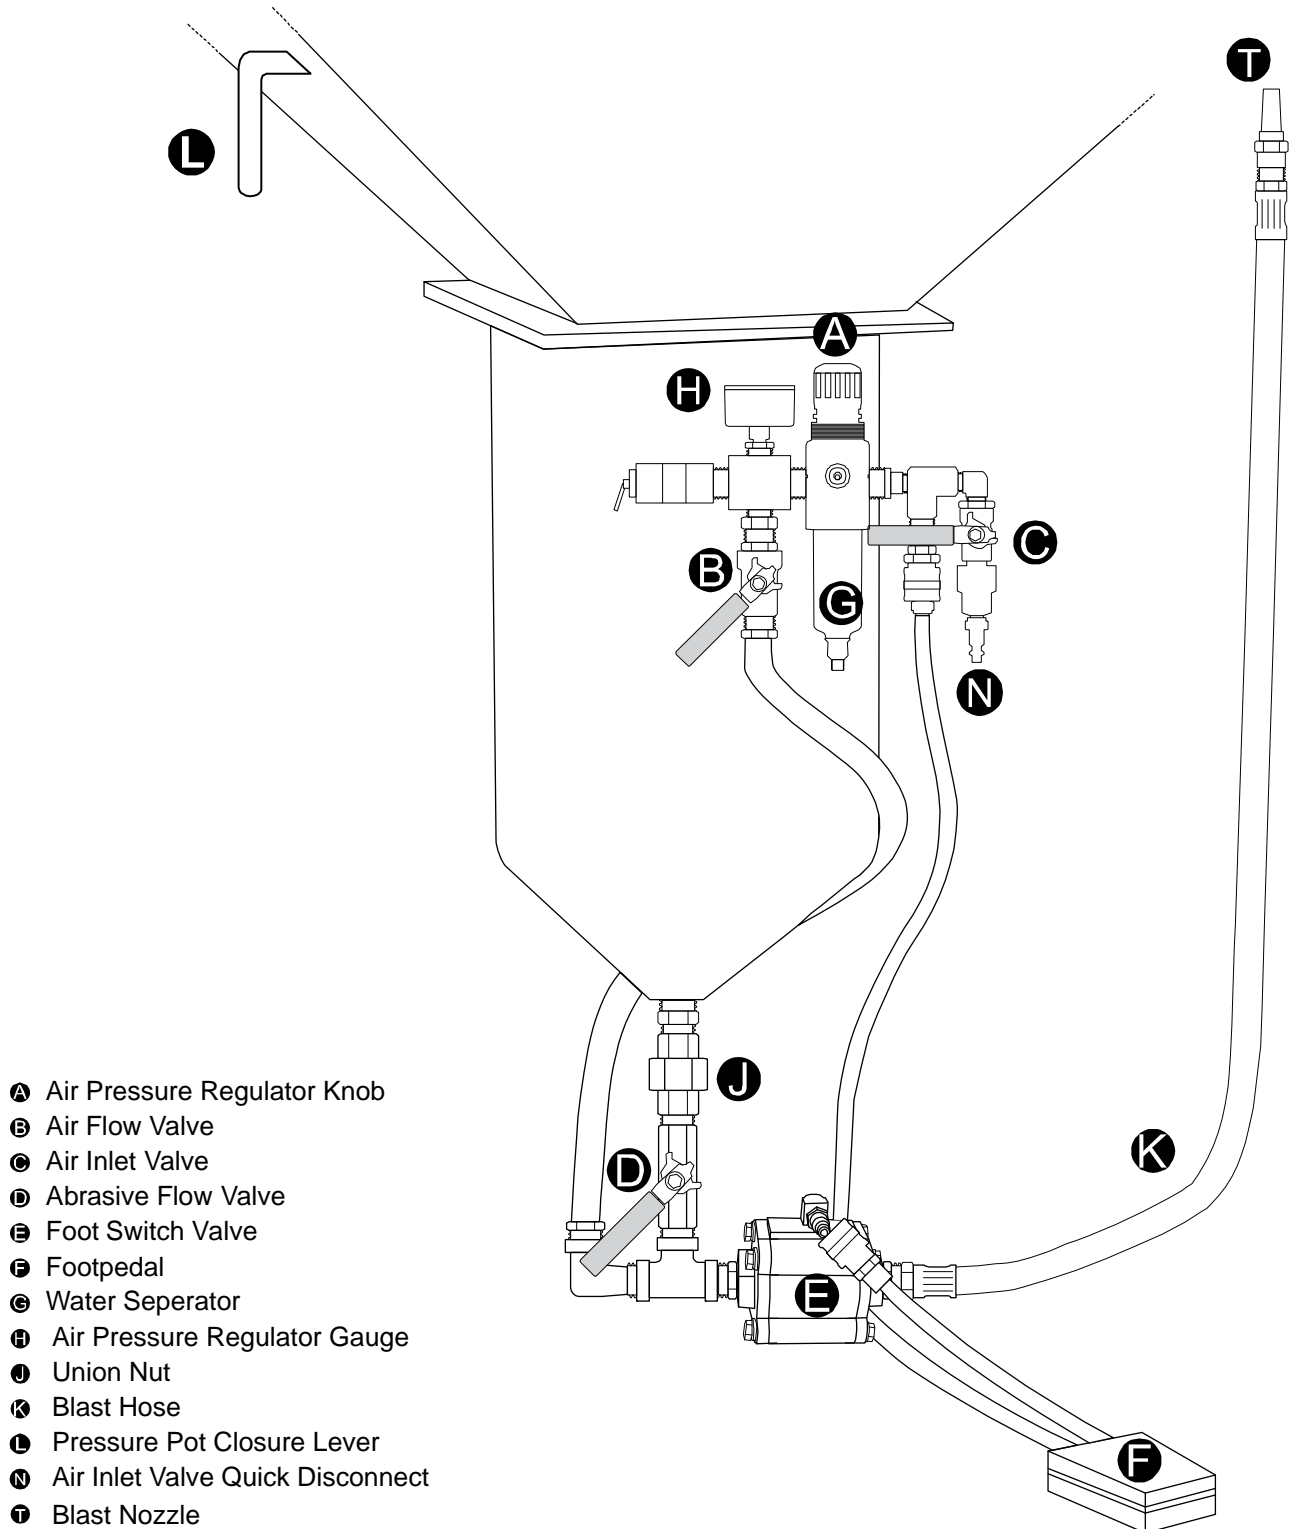 T
L
A
H
C
B
G
N
J
D
K
E
F
A Air Pressure Regulator Knob
B Air Flow Valve
C Air Inlet Valve
D Abrasive Flow Valve
E Foot Switch Valve
F Footpedal
G Water Seperator
H Air Pressure Regulator Gauge
J Union Nut
K Blast Hose
L Pressure Pot Closure Lever
N Air Inlet Valve Quick Disconnect
T Blast Nozzle